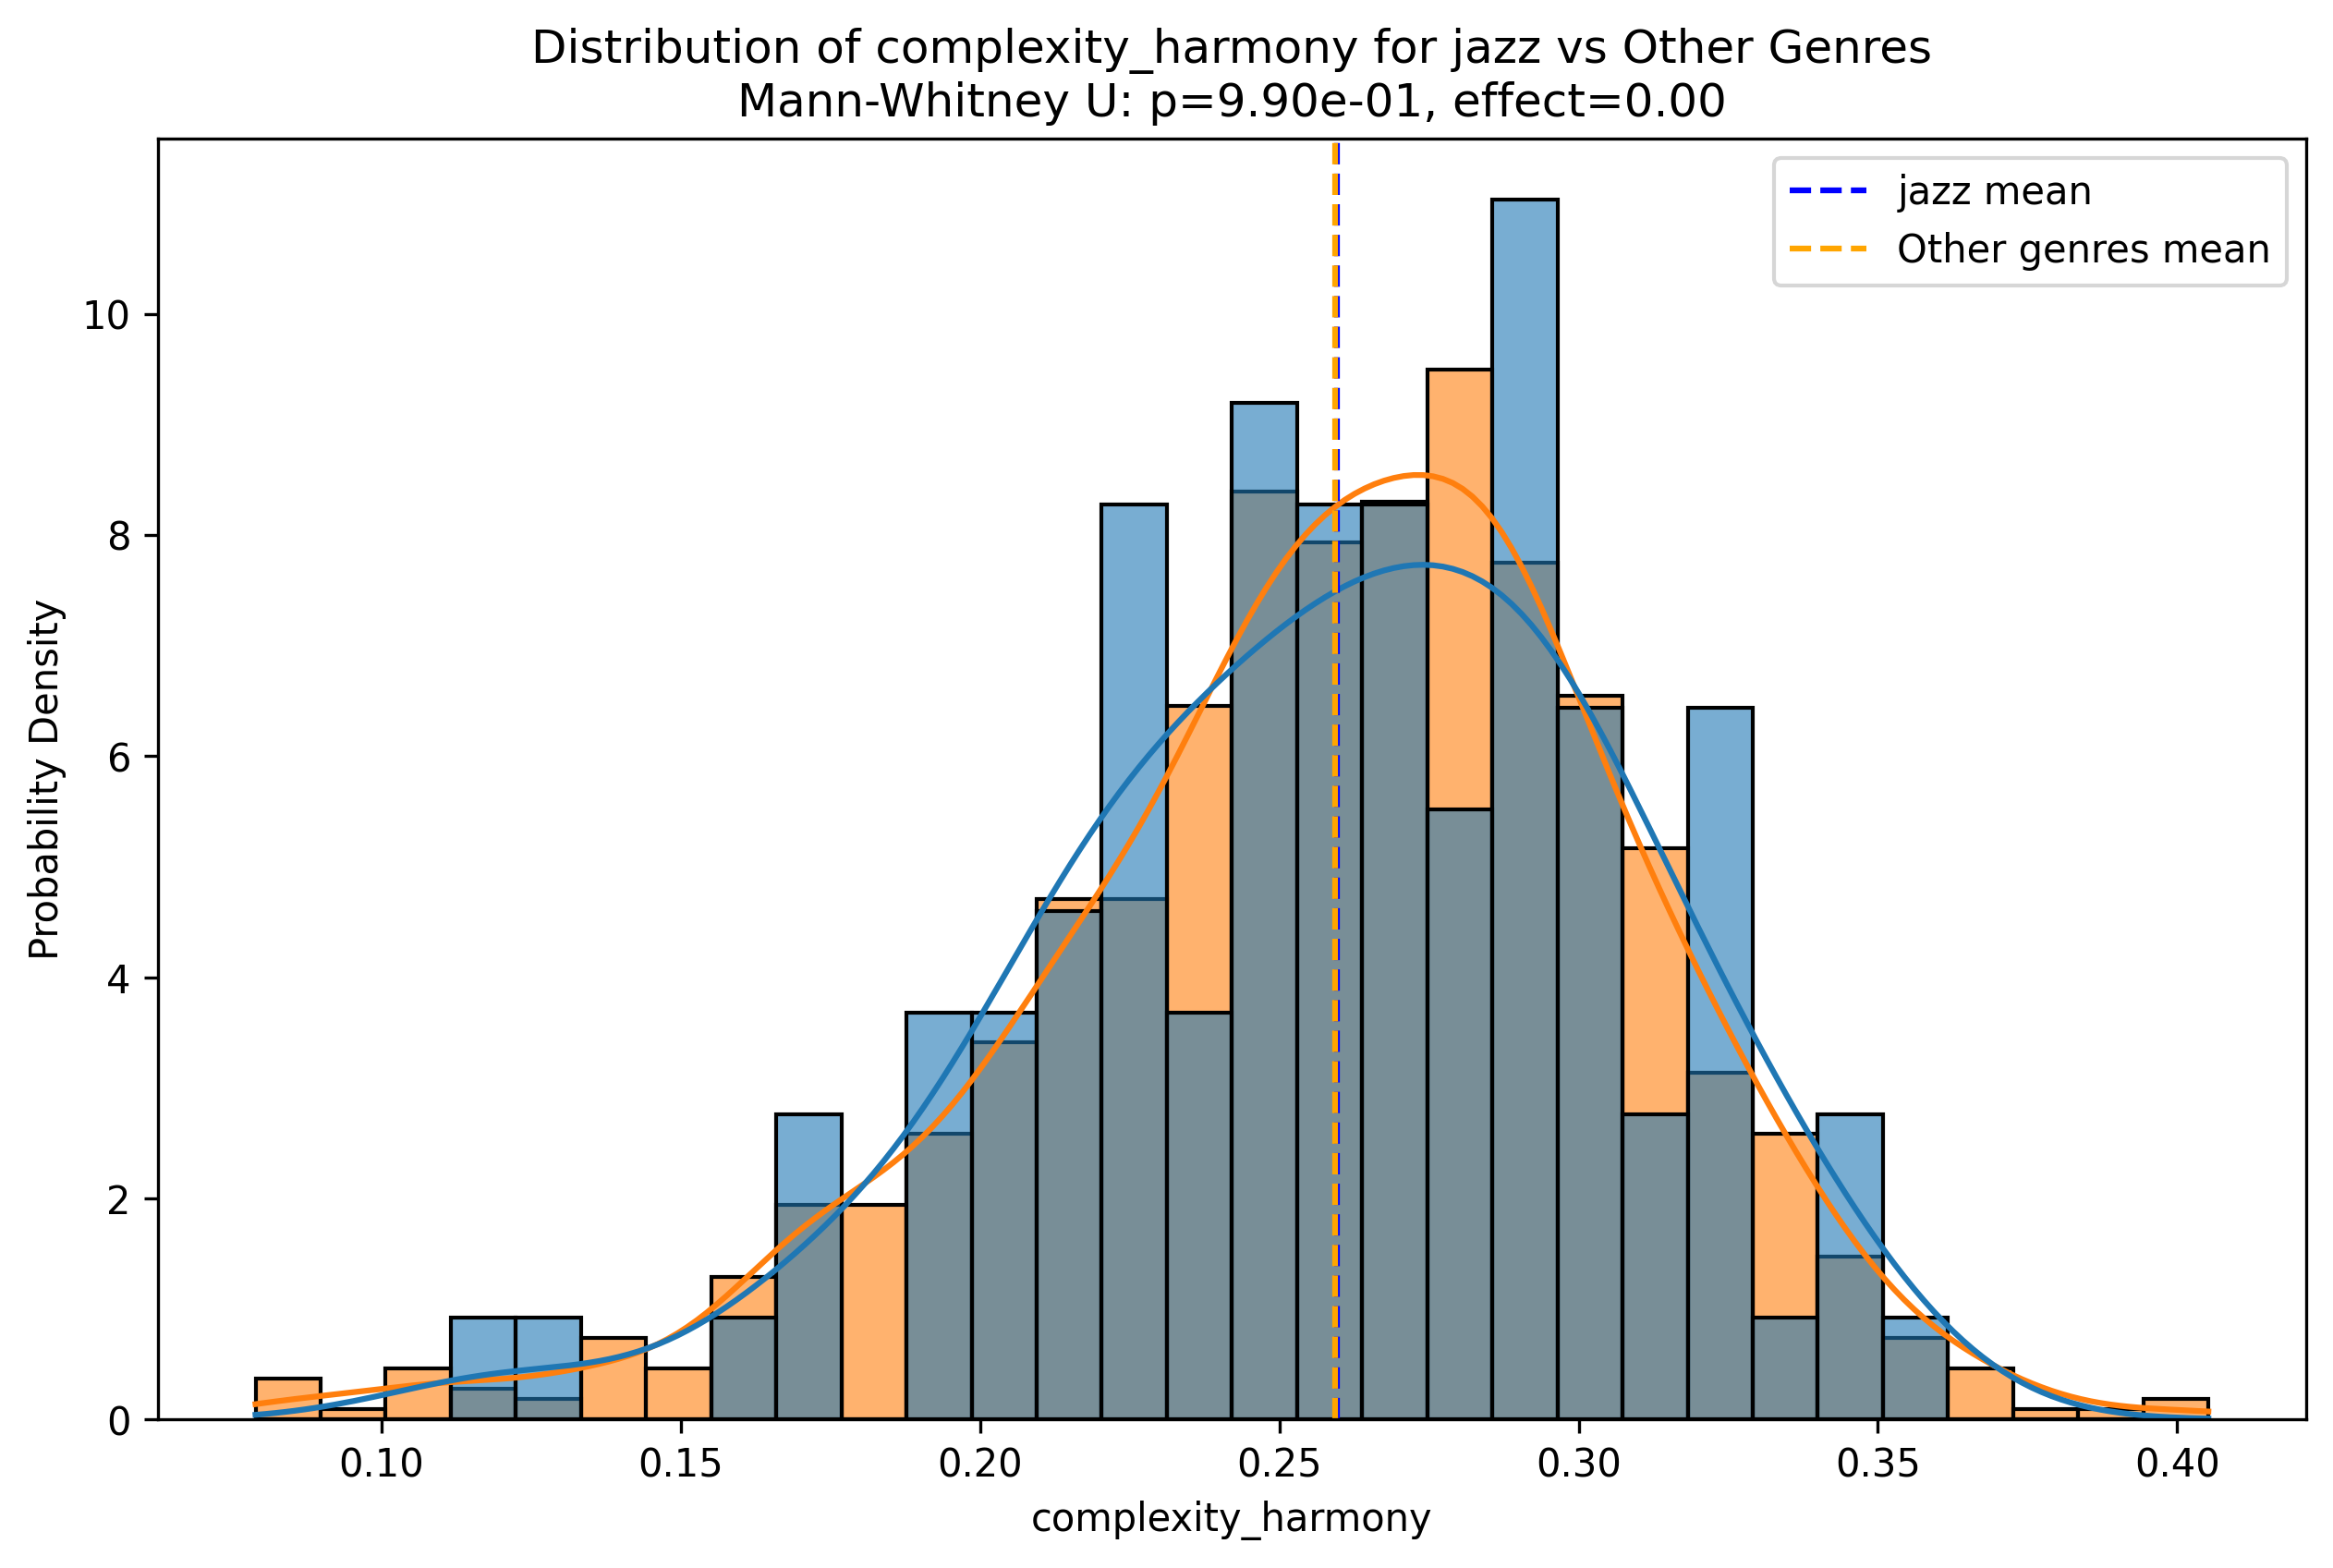 Distribution of complexity_harmony for jazz vs Other Genres
Mann-Whitney U: p=9.90e-01, effect=0.00
jazz mean
Other genres mean
Probability Density
10
8
6
4
2
0
0.10 0.15 0.20 0.25 0.30 0.35 0.40
complexity_harmony